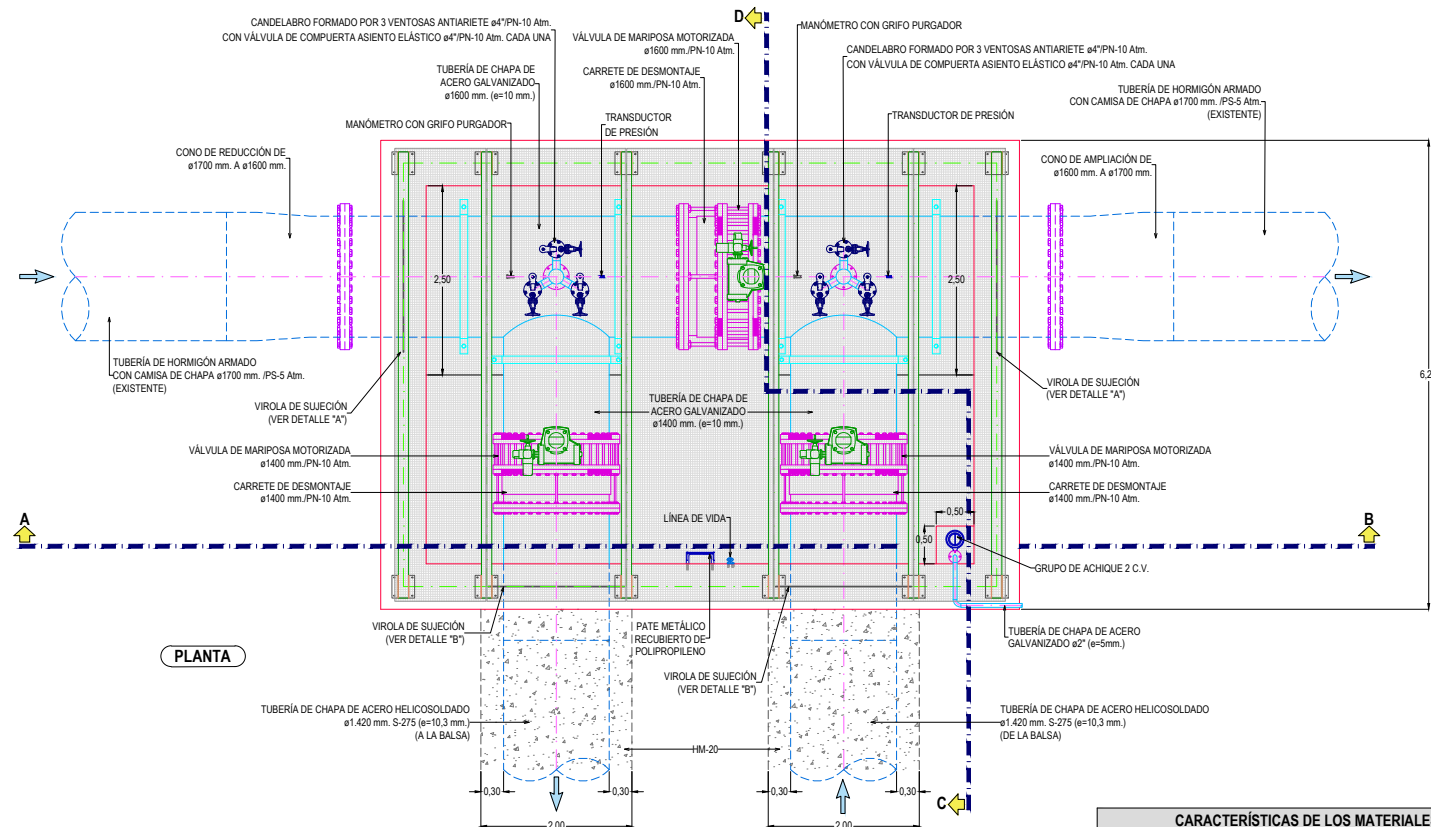 CANDELABRO FORMADO POR 3 VENTOSAS ANTIARIETE ø4"/PN-10 Atm.
CON VÁLVULA DE COMPUERTA ASIENTO ELÁSTICO ø4"/PN-10 Atm. CADA UNA
D
MANÓMETRO CON GRIFO PURGADOR
VÁLVULA DE MARIPOSA MOTORIZADA
ø1600 mm./PN-10 Atm.
CANDELABRO FORMADO POR 3 VENTOSAS ANTIARIETE ø4"/PN-10 Atm.
CON VÁLVULA DE COMPUERTA ASIENTO ELÁSTICO ø4"/PN-10 Atm. CADA UNA
TUBERÍA DE CHAPA DE
ACERO GALVANIZADO
ø1600 mm. (e=10 mm.)
CARRETE DE DESMONTAJE
ø1600 mm./PN-10 Atm.
TUBERÍA DE HORMIGÓN ARMADO
CON CAMISA DE CHAPA ø1700 mm. /PS-5 Atm.
(EXISTENTE)
MANÓMETRO CON GRIFO PURGADOR
TRANSDUCTOR
DE PRESIÓN
TRANSDUCTOR DE PRESIÓN
CONO DE REDUCCIÓN DE
ø1700 mm. A ø1600 mm.
CONO DE AMPLIACIÓN DE
ø1600 mm. A ø1700 mm.
2,50
2,50
TUBERÍA DE HORMIGÓN ARMADO
CON CAMISA DE CHAPA ø1700 mm. /PS-5 Atm.
(EXISTENTE)
6,2
VIROLA DE SUJECIÓN
(VER DETALLE "A")
TUBERÍA DE CHAPA DE
ACERO GALVANIZADO
ø1400 mm. (e=10 mm.)
VIROLA DE SUJECIÓN
(VER DETALLE "A")
VÁLVULA DE MARIPOSA MOTORIZADA
ø1400 mm./PN-10 Atm.
VÁLVULA DE MARIPOSA MOTORIZADA
ø1400 mm./PN-10 Atm.
CARRETE DE DESMONTAJE
ø1400 mm./PN-10 Atm.
CARRETE DE DESMONTAJE
ø1400 mm./PN-10 Atm.
A
LÍNEA DE VIDA
0,50
0,50
B
GRUPO DE ACHIQUE 2 C.V.
VIROLA DE SUJECIÓN
(VER DETALLE "B")
PATE METÁLICO
RECUBIERTO DE
POLIPROPILENO
TUBERÍA DE CHAPA DE ACERO
GALVANIZADO ø2" (e=5mm.)
PLANTA
VIROLA DE SUJECIÓN
(VER DETALLE "B")
TUBERÍA DE CHAPA DE ACERO HELICOSOLDADO
ø1.420 mm. S-275 (e=10,3 mm.)
(A LA BALSA)
TUBERÍA DE CHAPA DE ACERO HELICOSOLDADO
ø1.420 mm. S-275 (e=10,3 mm.)
(DE LA BALSA)
HM-20
0,30
0,30
0,30
0,30
C
2,00
2,00
CARACTERÍSTICAS DE LOS MATERIALE